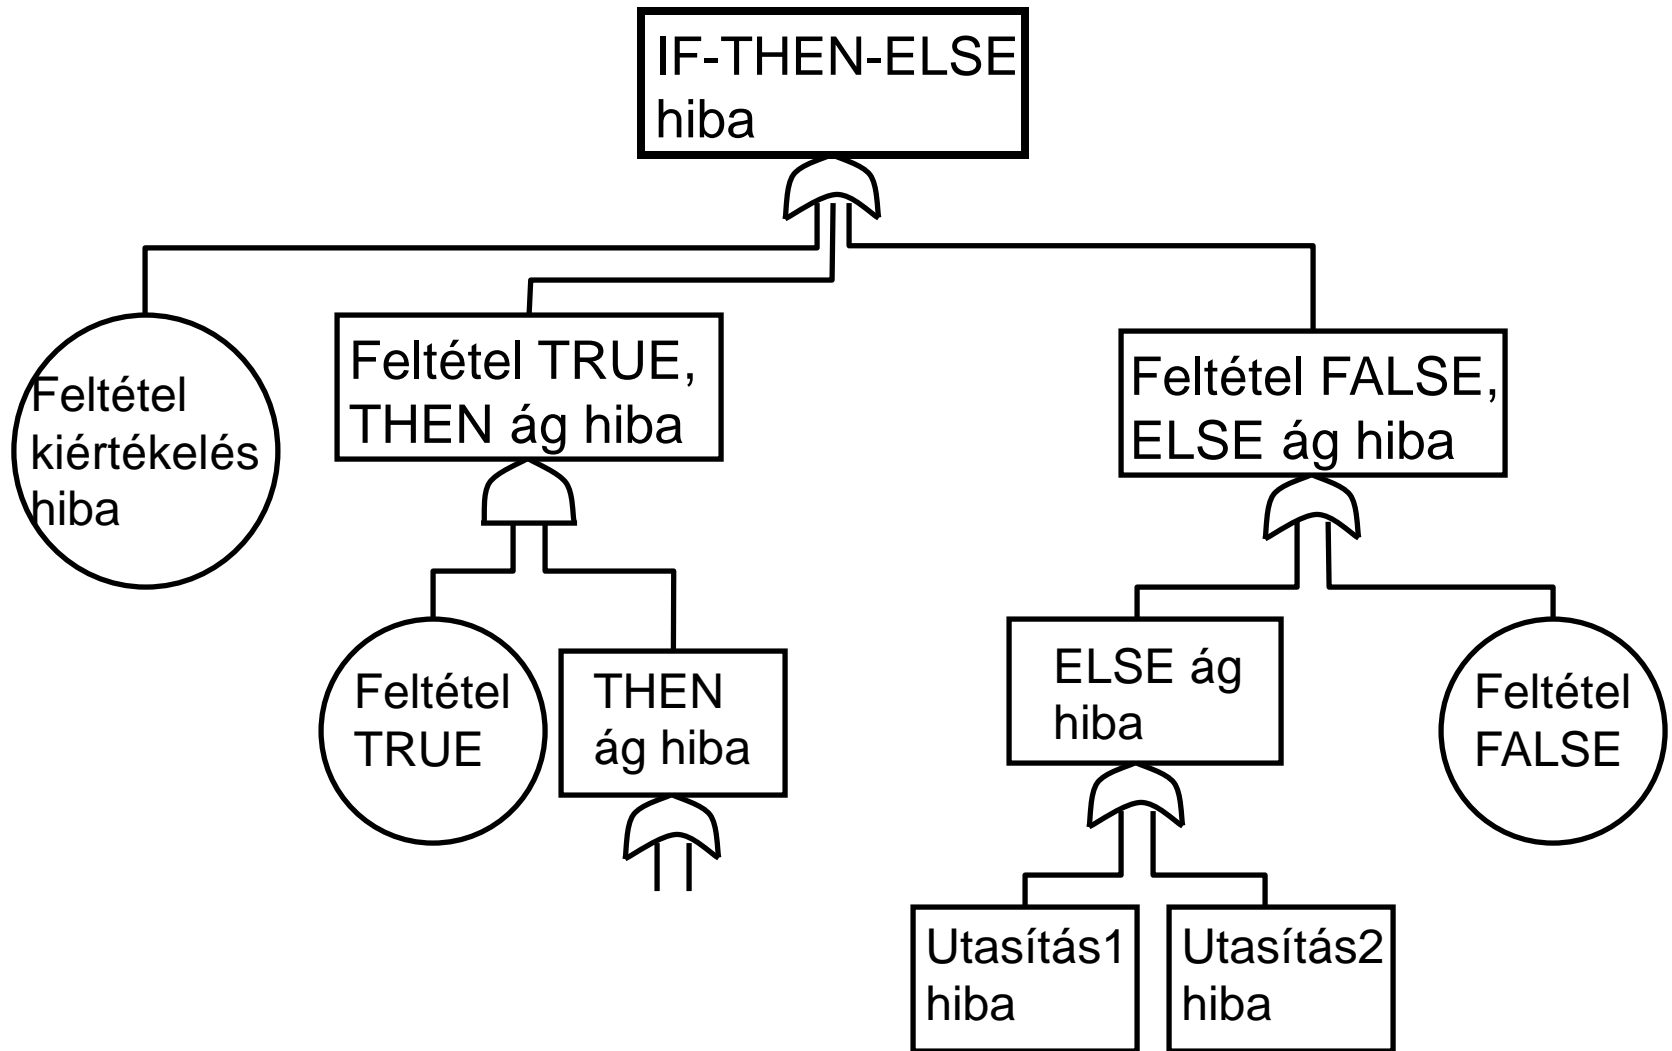 IF-THEN-ELSE
hiba
Feltétel
kiértékelés
hiba
Feltétel TRUE,
THEN ág hiba
Feltétel FALSE,
ELSE ág hiba
Feltétel
TRUE
THEN
ág hiba
ELSE ág
hiba
Feltétel
FALSE
Utasítás1
hiba
Utasítás2
hiba